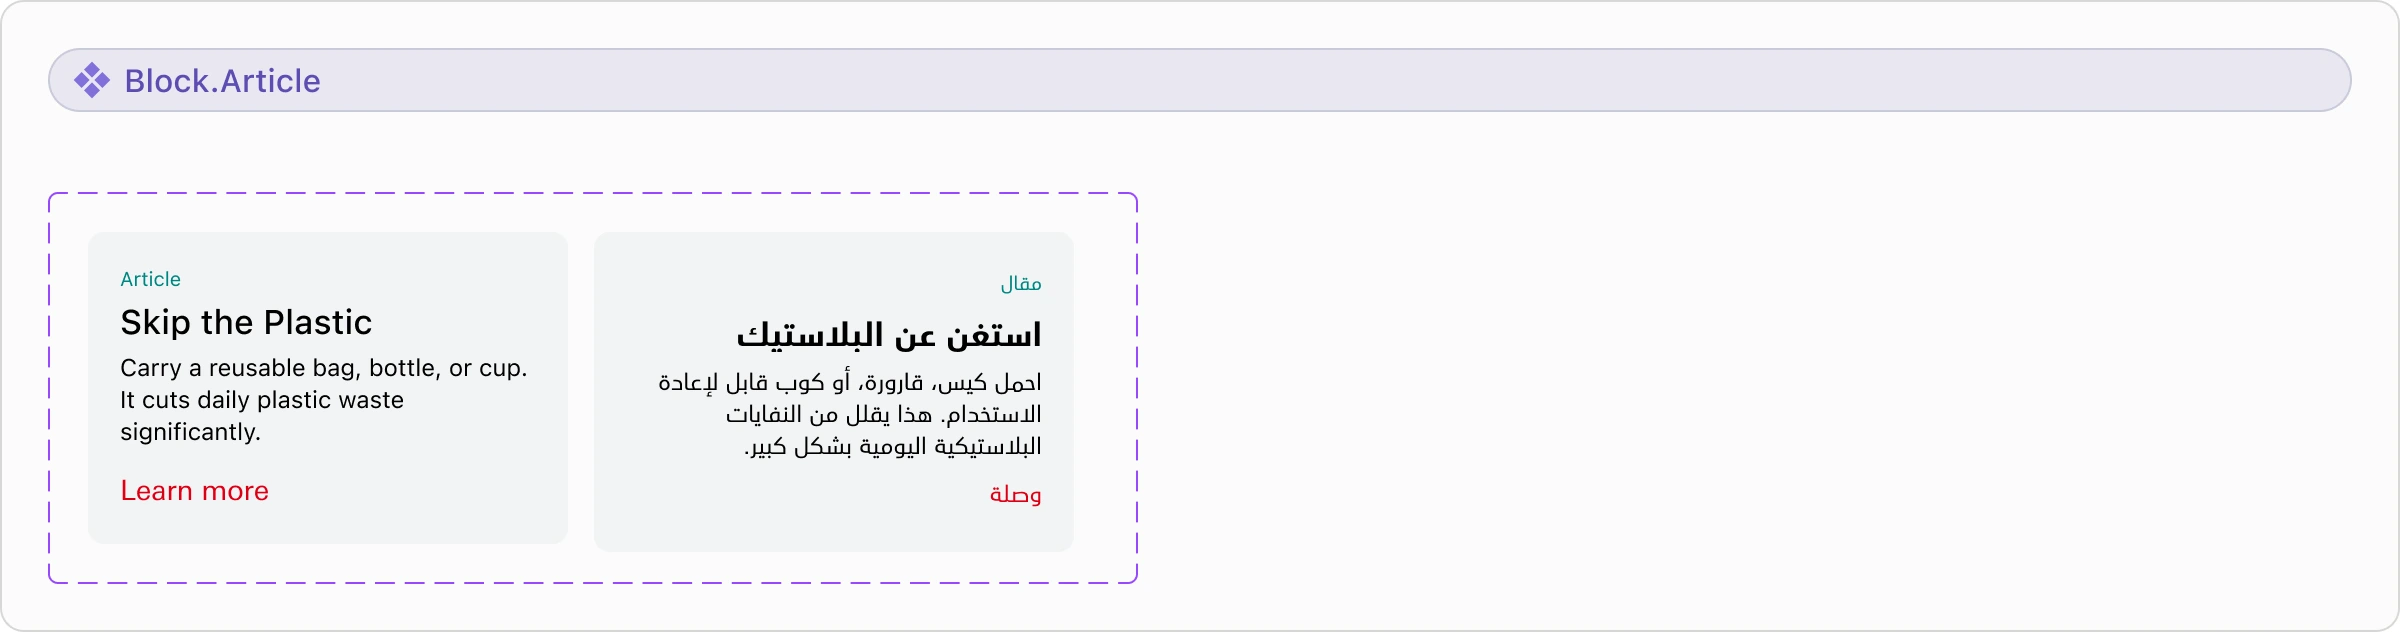 Block.Article
Article
Skip the Plastic
Carry a reusable bag, bottle, or cup.
It cuts daily plastic waste
significantly.
Learn more
مقال
استغن عن البلاستيك
احمل كيس، قارورة، أو كوب قابل لإعادة
الاستخدام. هذا يقلل من النفايات
البلاستيكية اليومية بشكل كبير.
وصلة